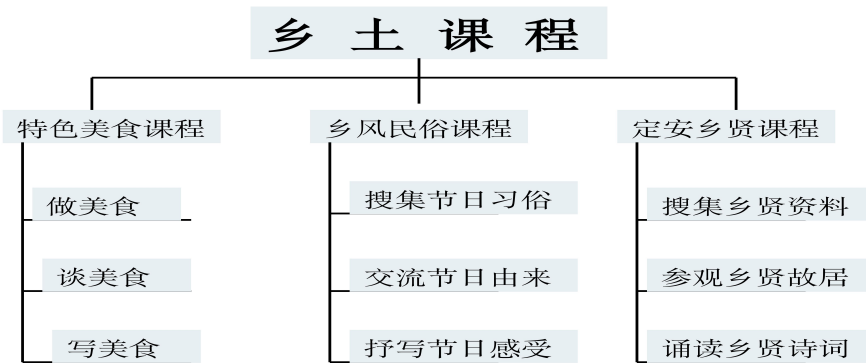 乡 土 课 程
特色美食课程
乡风民俗课程
定安乡贤课程
做美食
搜集节日习俗
搜集乡贤资料
谈美食
交流节日由来
参观乡贤故居
写美食
抒写节日感受
诵读乡贤诗词